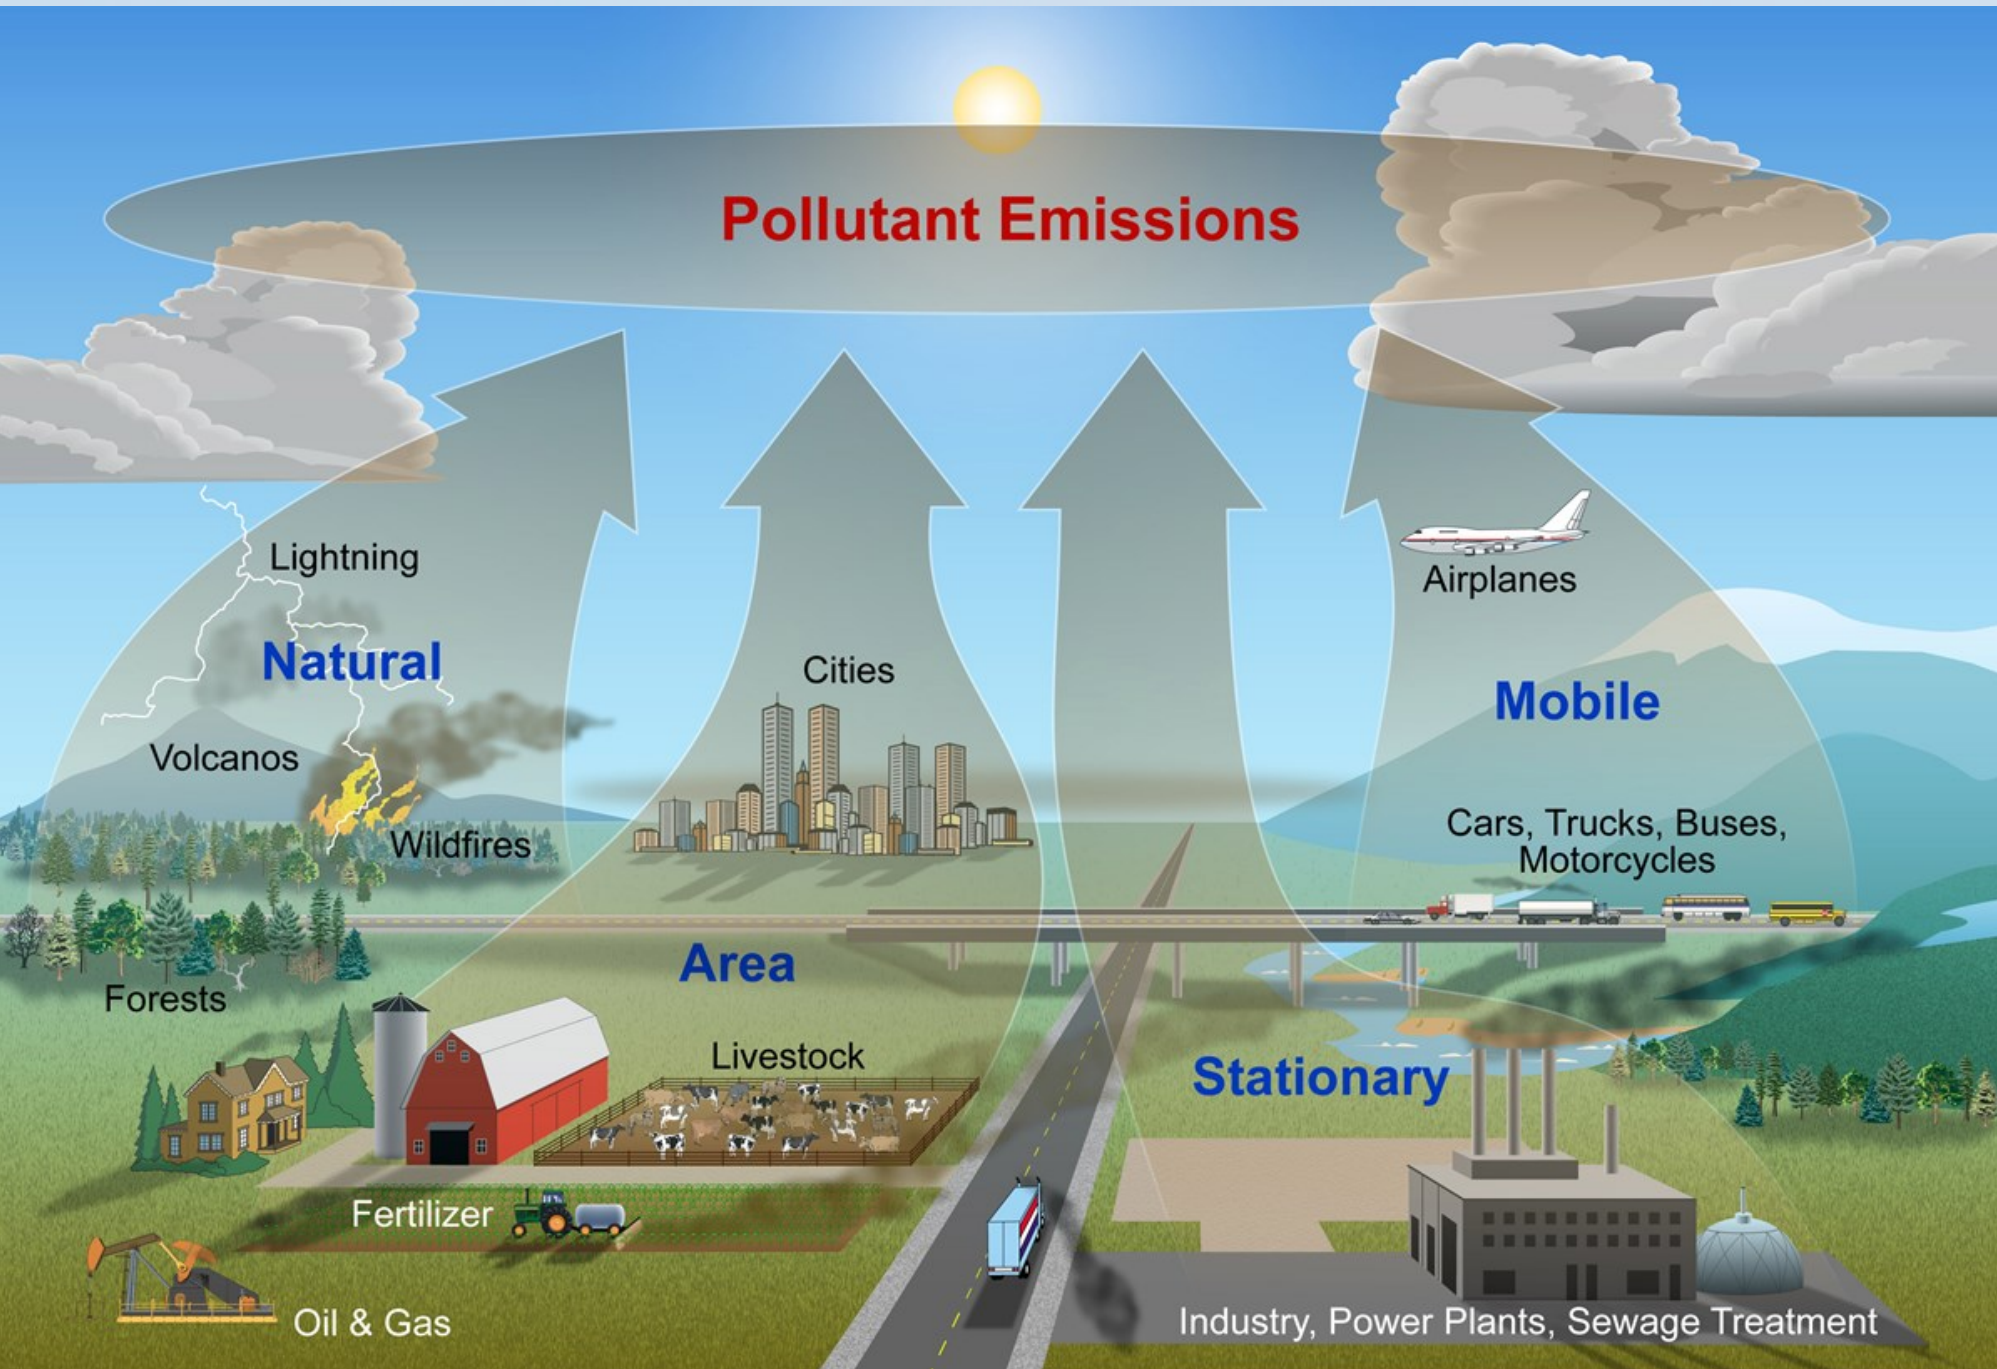 Pollutant Emissions
Lightning
Natural
Volcanos
Wildfires
Forests
Cities
Area
Livestock
Fertilizer
Oil & Gas
Airplanes
Mobile
Cars, Trucks, Buses,
Motorcycles
Stationary
Industry, Power Plants, Sewage Treatment